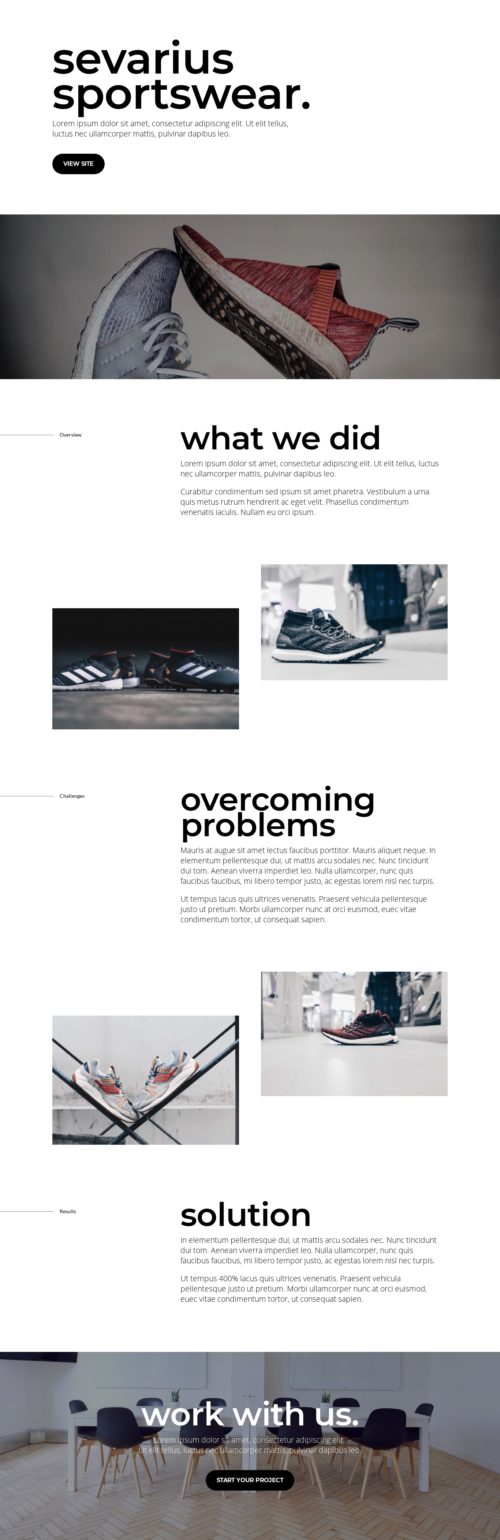 sevarius
sportswear.
Lorem ipsum dolor sit amet, consectetur adipiscing elit. Ut elit tellus,
luctus nec ullamcorper mattis, pulvinar dapibus leo.
VIEW SITE
Overview
what we did
Lorem ipsum dolor sit amet, consectetur adipiscing elit. Ut elit tellus, luctus
nec ullamcorper mattis, pulvinar dapibus leo.
Curabitur condimentum sed ipsum sit amet pharetra. Vestibulum a urna
quis metus rutrum hendrerit ac eget velit. Phasellus condimentum
venenatis iaculis. Nullam eu orci ipsum.
Challenges
overcoming
problems
Mauris at augue sit amet lectus faucibus porttitor. Mauris aliquet neque. In
elementum pellentesque dui, ut mattis arcu sodales nec. Nunc tincidunt
dui tom. Aenean viverra imperdiet leo. Nulla ullamcorper, nunc quis
faucibus faucibus, mi libero tempor justo, ac egestas lorem nisl nec turpis.
Ut tempus lacus quis ultrices venenatis. Praesent vehicula pellentesque
justo ut pretium. Morbi ullamcorper nunc at orci euismod, euec vitae
condimentum tortor, ut consequat sapien.
Results
solution
In elementum pellentesque dui, ut mattis arcu sodales nec. Nunc tincidunt
dui tom. Aenean viverra imperdiet leo. Nulla ullamcorper, nunc quis
faucibus faucibus, mi libero tempor justo, ac egestas lorem nisl nec turpis.
Ut tempus 400% lacus quis ultrices venenatis. Praesent vehicula
pellentesque justo ut pretium. Morbi ullamcorper nunc at orci euismod,
euec vitae condimentum tortor, ut consequat sapien.
work with us.
Lorem ipsum dolor sit amet, consectetur adipiscing elit.
Ut elit tellus, luctus nec ullamcorper mattis, pulvinar dapibus leo.
START YOUR PROJECT